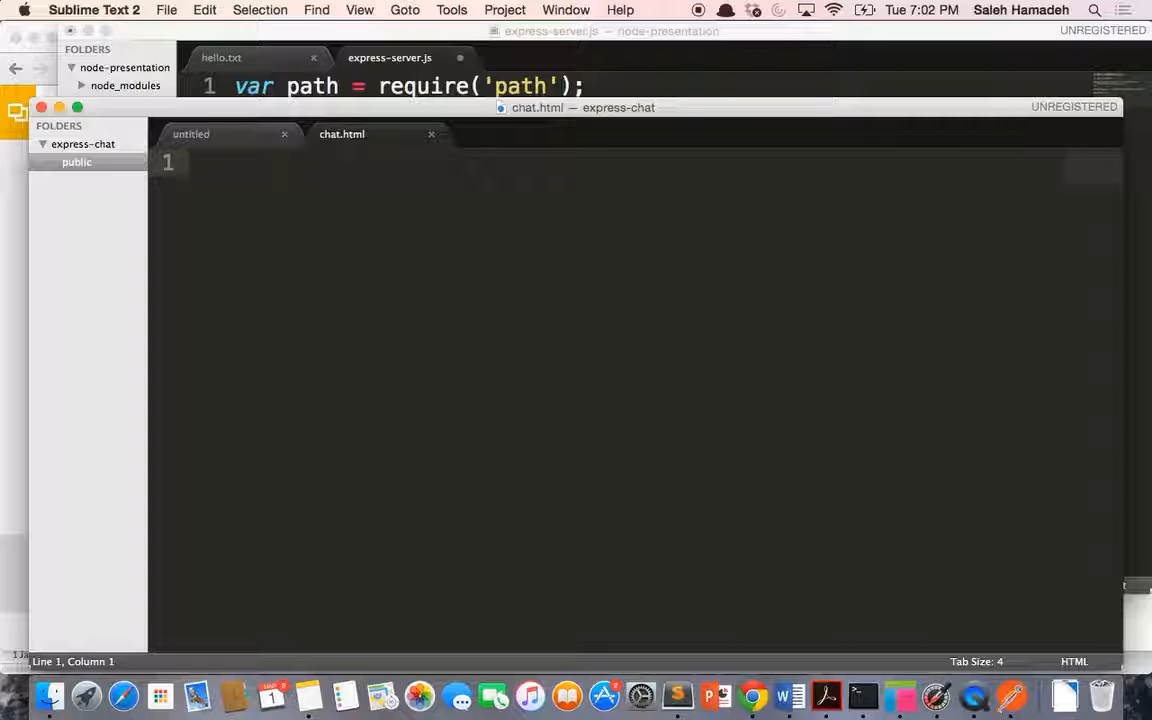 Sublime Text 2 File Edit Selection Find View Goto Tools Project Window Help Tue 7:02 PM Saleh Hamadeh
express-server.js — node-presentation UNREGISTERED
FOLDERS
node-presentation
node_modules
hello.txt express-server.js
1 var path = require('path');
chat.html — express-chat UNREGISTERED
FOLDERS
express-chat
public
untitled chat.html
1
Line 1, Column 1 Tab Size: 4 HTML